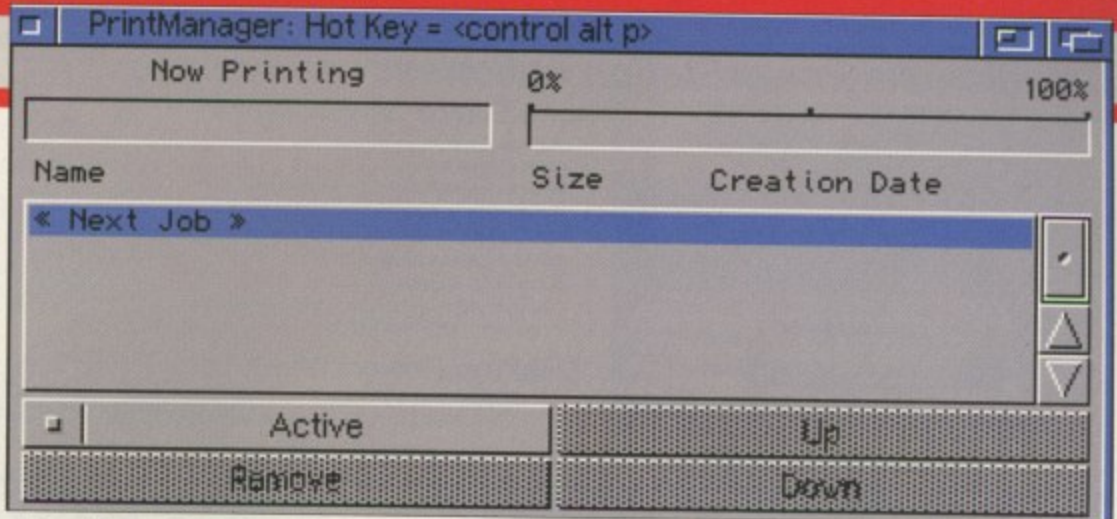 PrintManager: Hot Key = <control alt p>
Now Printing
0% 100%
Name Size Creation Date
« Next Job »
Active Up
Remove Down